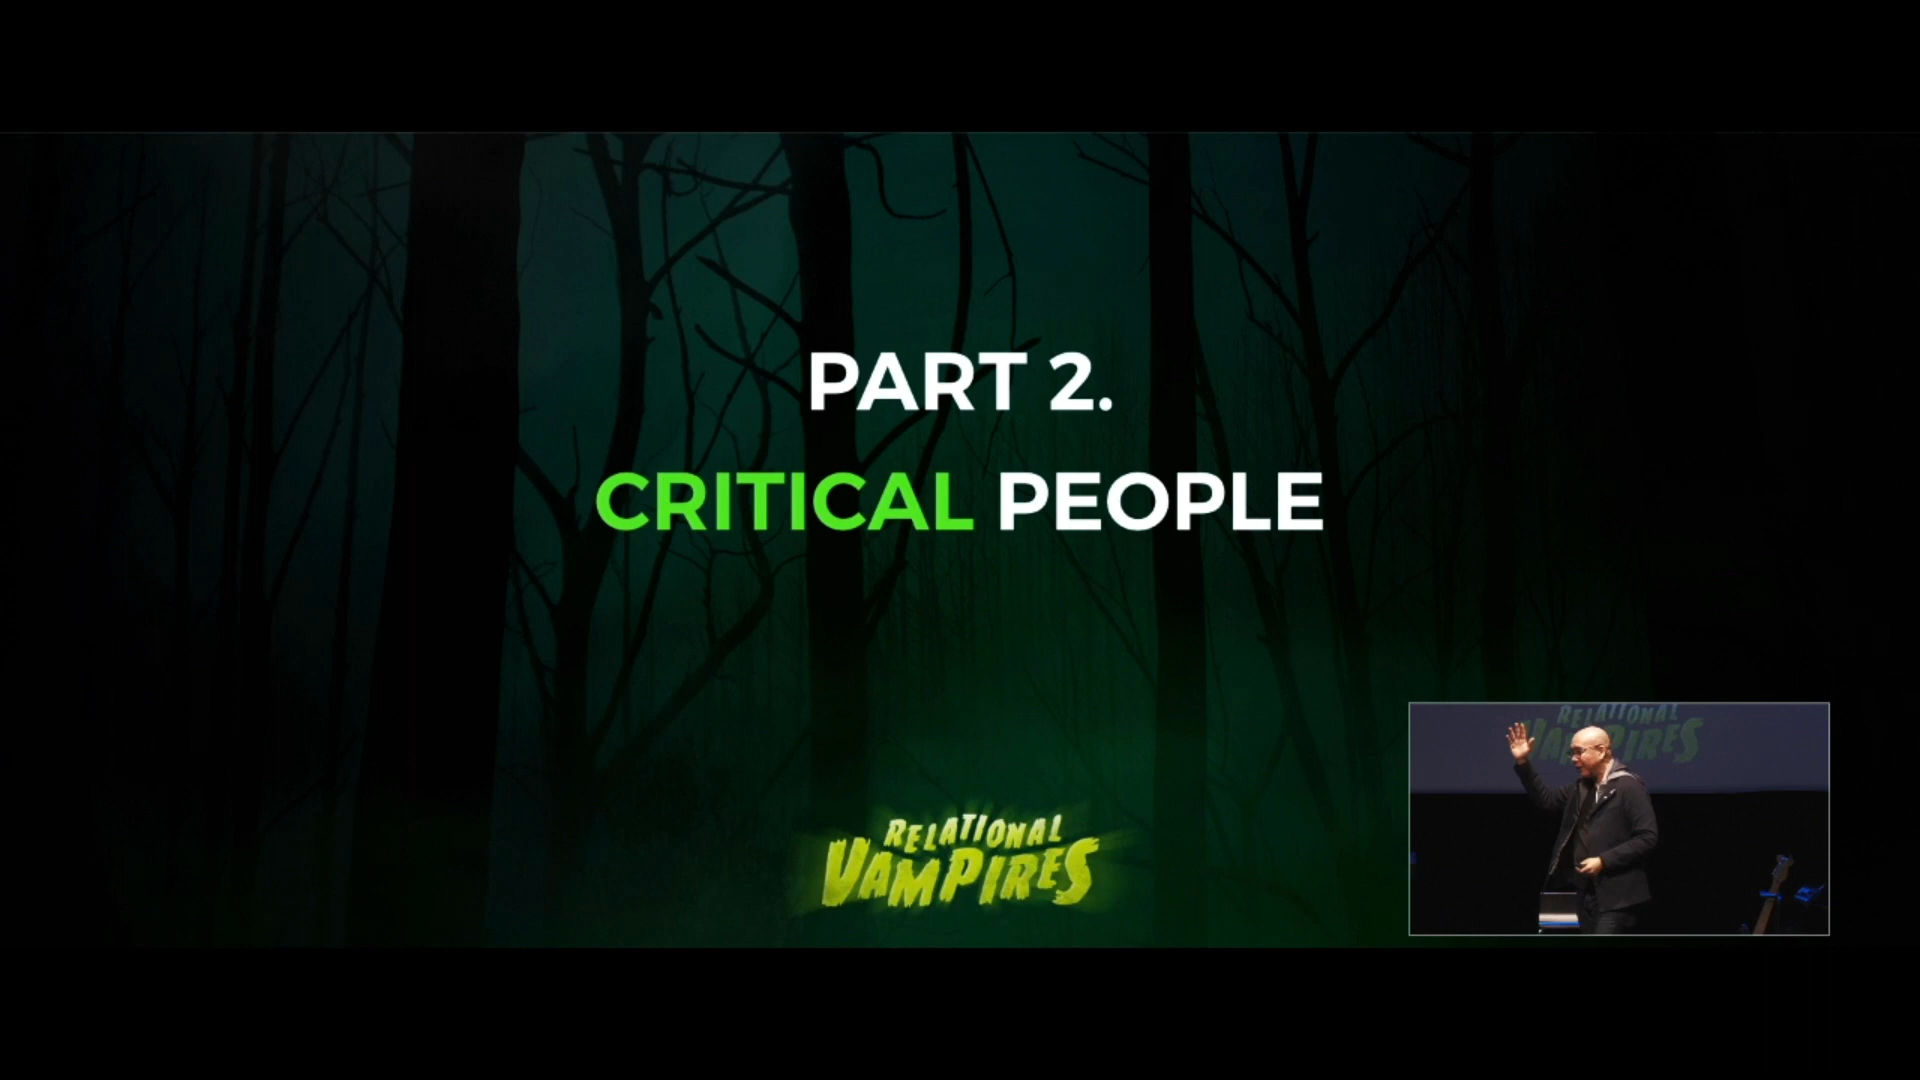 PART 2.
CRITICAL PEOPLE
RELATIONAL
VAMPIRES
RELATIONAL
VAMPIRES